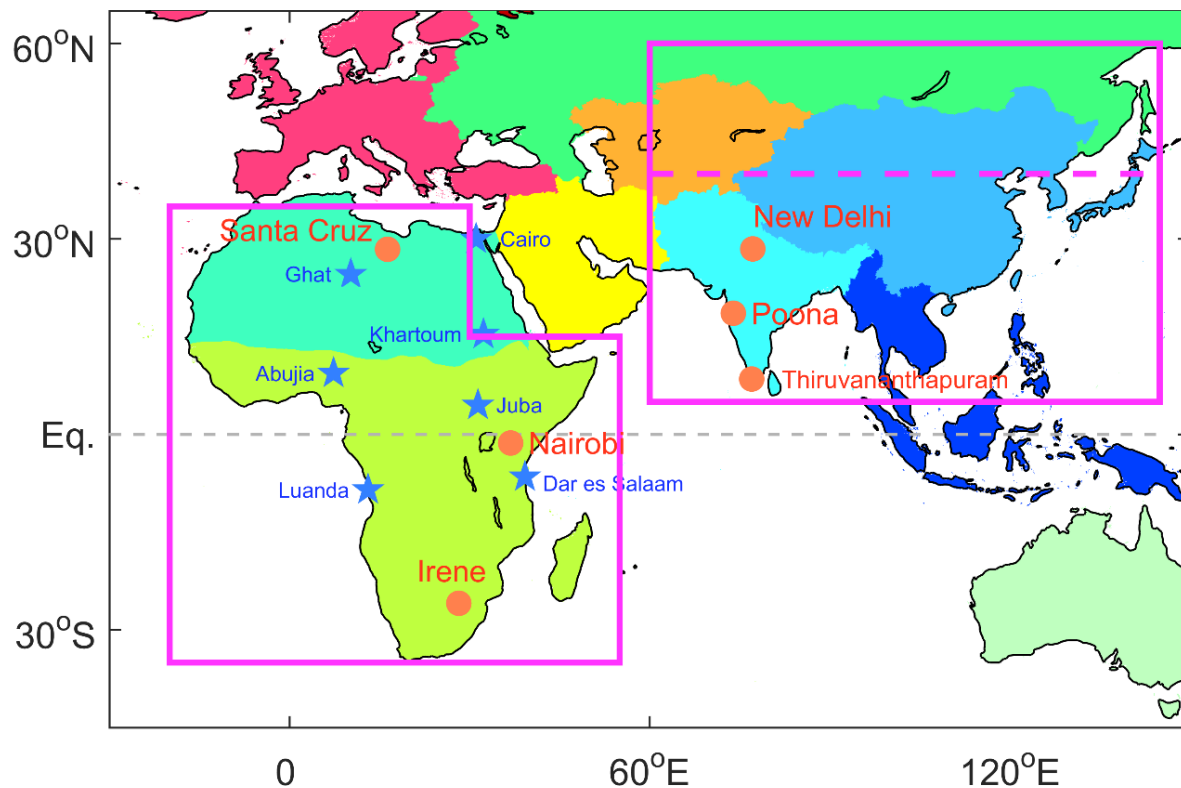 60°N
30°N
Eq.
30°S
0
60°E
120°E
Santa Cruz
Cairo
New Delhi
Ghat
Khartoum
Poona
Abujia
Thiruvananthapuram
Juba
Nairobi
Luanda
Dar es Salaam
Irene